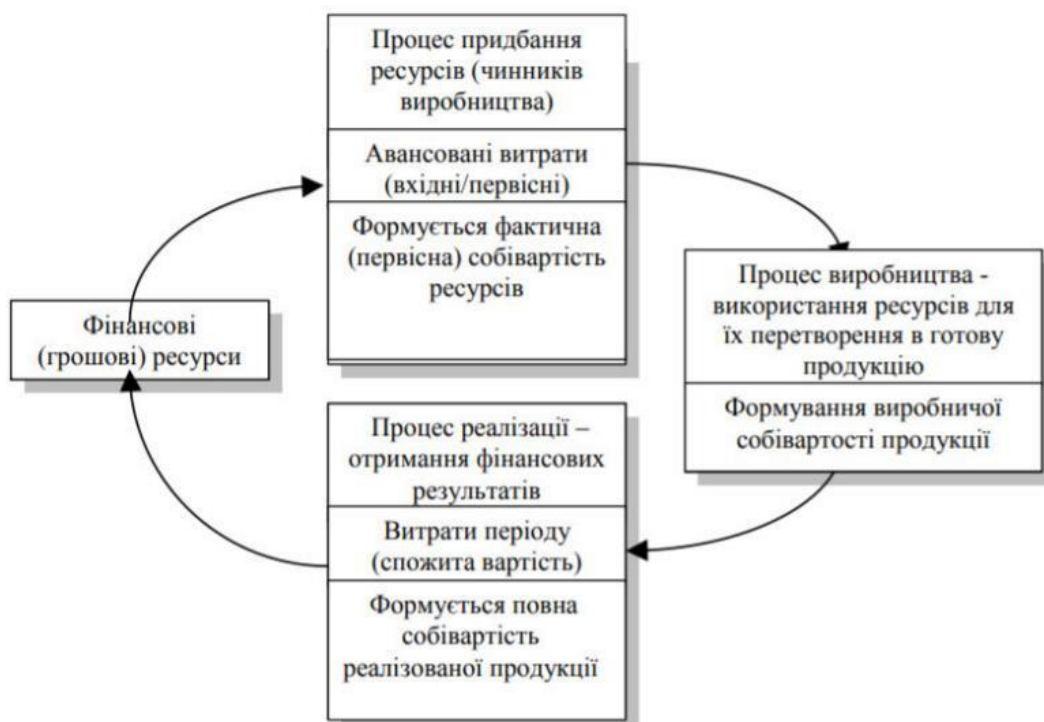 Процес придбання
ресурсів (чинників
виробництва)
Авансовані витрати
(вхідні/первісні)
Формується фактична
(первісна) собівартість
ресурсів
Процес виробництва -
використання ресурсів для
їх перетворення в готову
продукцію
Формування виробничої
собівартості продукції
Фінансові
(грошові) ресурси
Процес реалізації –
отримання фінансових
результатів
Витрати періоду
(спожита вартість)
Формується повна
собівартість
реалізованої продукції